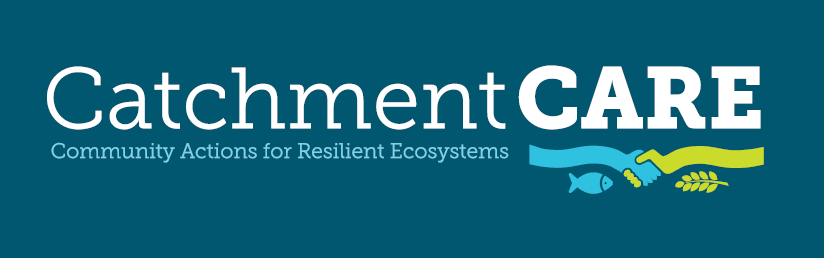 CatchmentCARE
Community Actions for Resilient Ecosystems